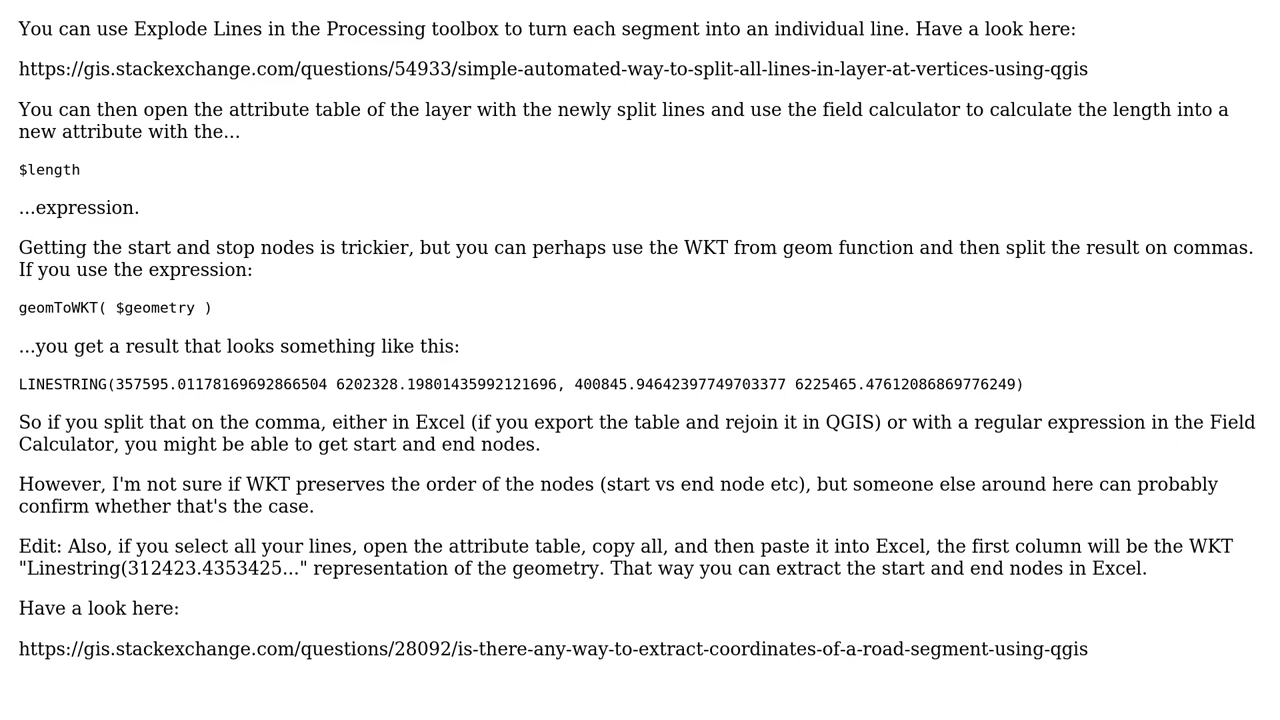 You can use Explode Lines in the Processing toolbox to turn each segment into an individual line. Have a look here:
https://gis.stackexchange.com/questions/54933/simple-automated-way-to-split-all-lines-in-layer-at-vertices-using-qgis
You can then open the attribute table of the layer with the newly split lines and use the field calculator to calculate the length into a
new attribute with the...
$length
...expression.
Getting the start and stop nodes is trickier, but you can perhaps use the WKT from geom function and then split the result on commas.
If you use the expression:
geomToWKT( $geometry )
...you get a result that looks something like this:
LINESTRING(357595.01178169692866504 6202328.19801435992121696, 400845.94642397749703377 6225465.47612086869776249)
So if you split that on the comma, either in Excel (if you export the table and rejoin it in QGIS) or with a regular expression in the Field
Calculator, you might be able to get start and end nodes.
However, I'm not sure if WKT preserves the order of the nodes (start vs end node etc), but someone else around here can probably
confirm whether that's the case.
Edit: Also, if you select all your lines, open the attribute table, copy all, and then paste it into Excel, the first column will be the WKT
"Linestring(312423.4353425..." representation of the geometry. That way you can extract the start and end nodes in Excel.
Have a look here:
https://gis.stackexchange.com/questions/28092/is-there-any-way-to-extract-coordinates-of-a-road-segment-using-qgis